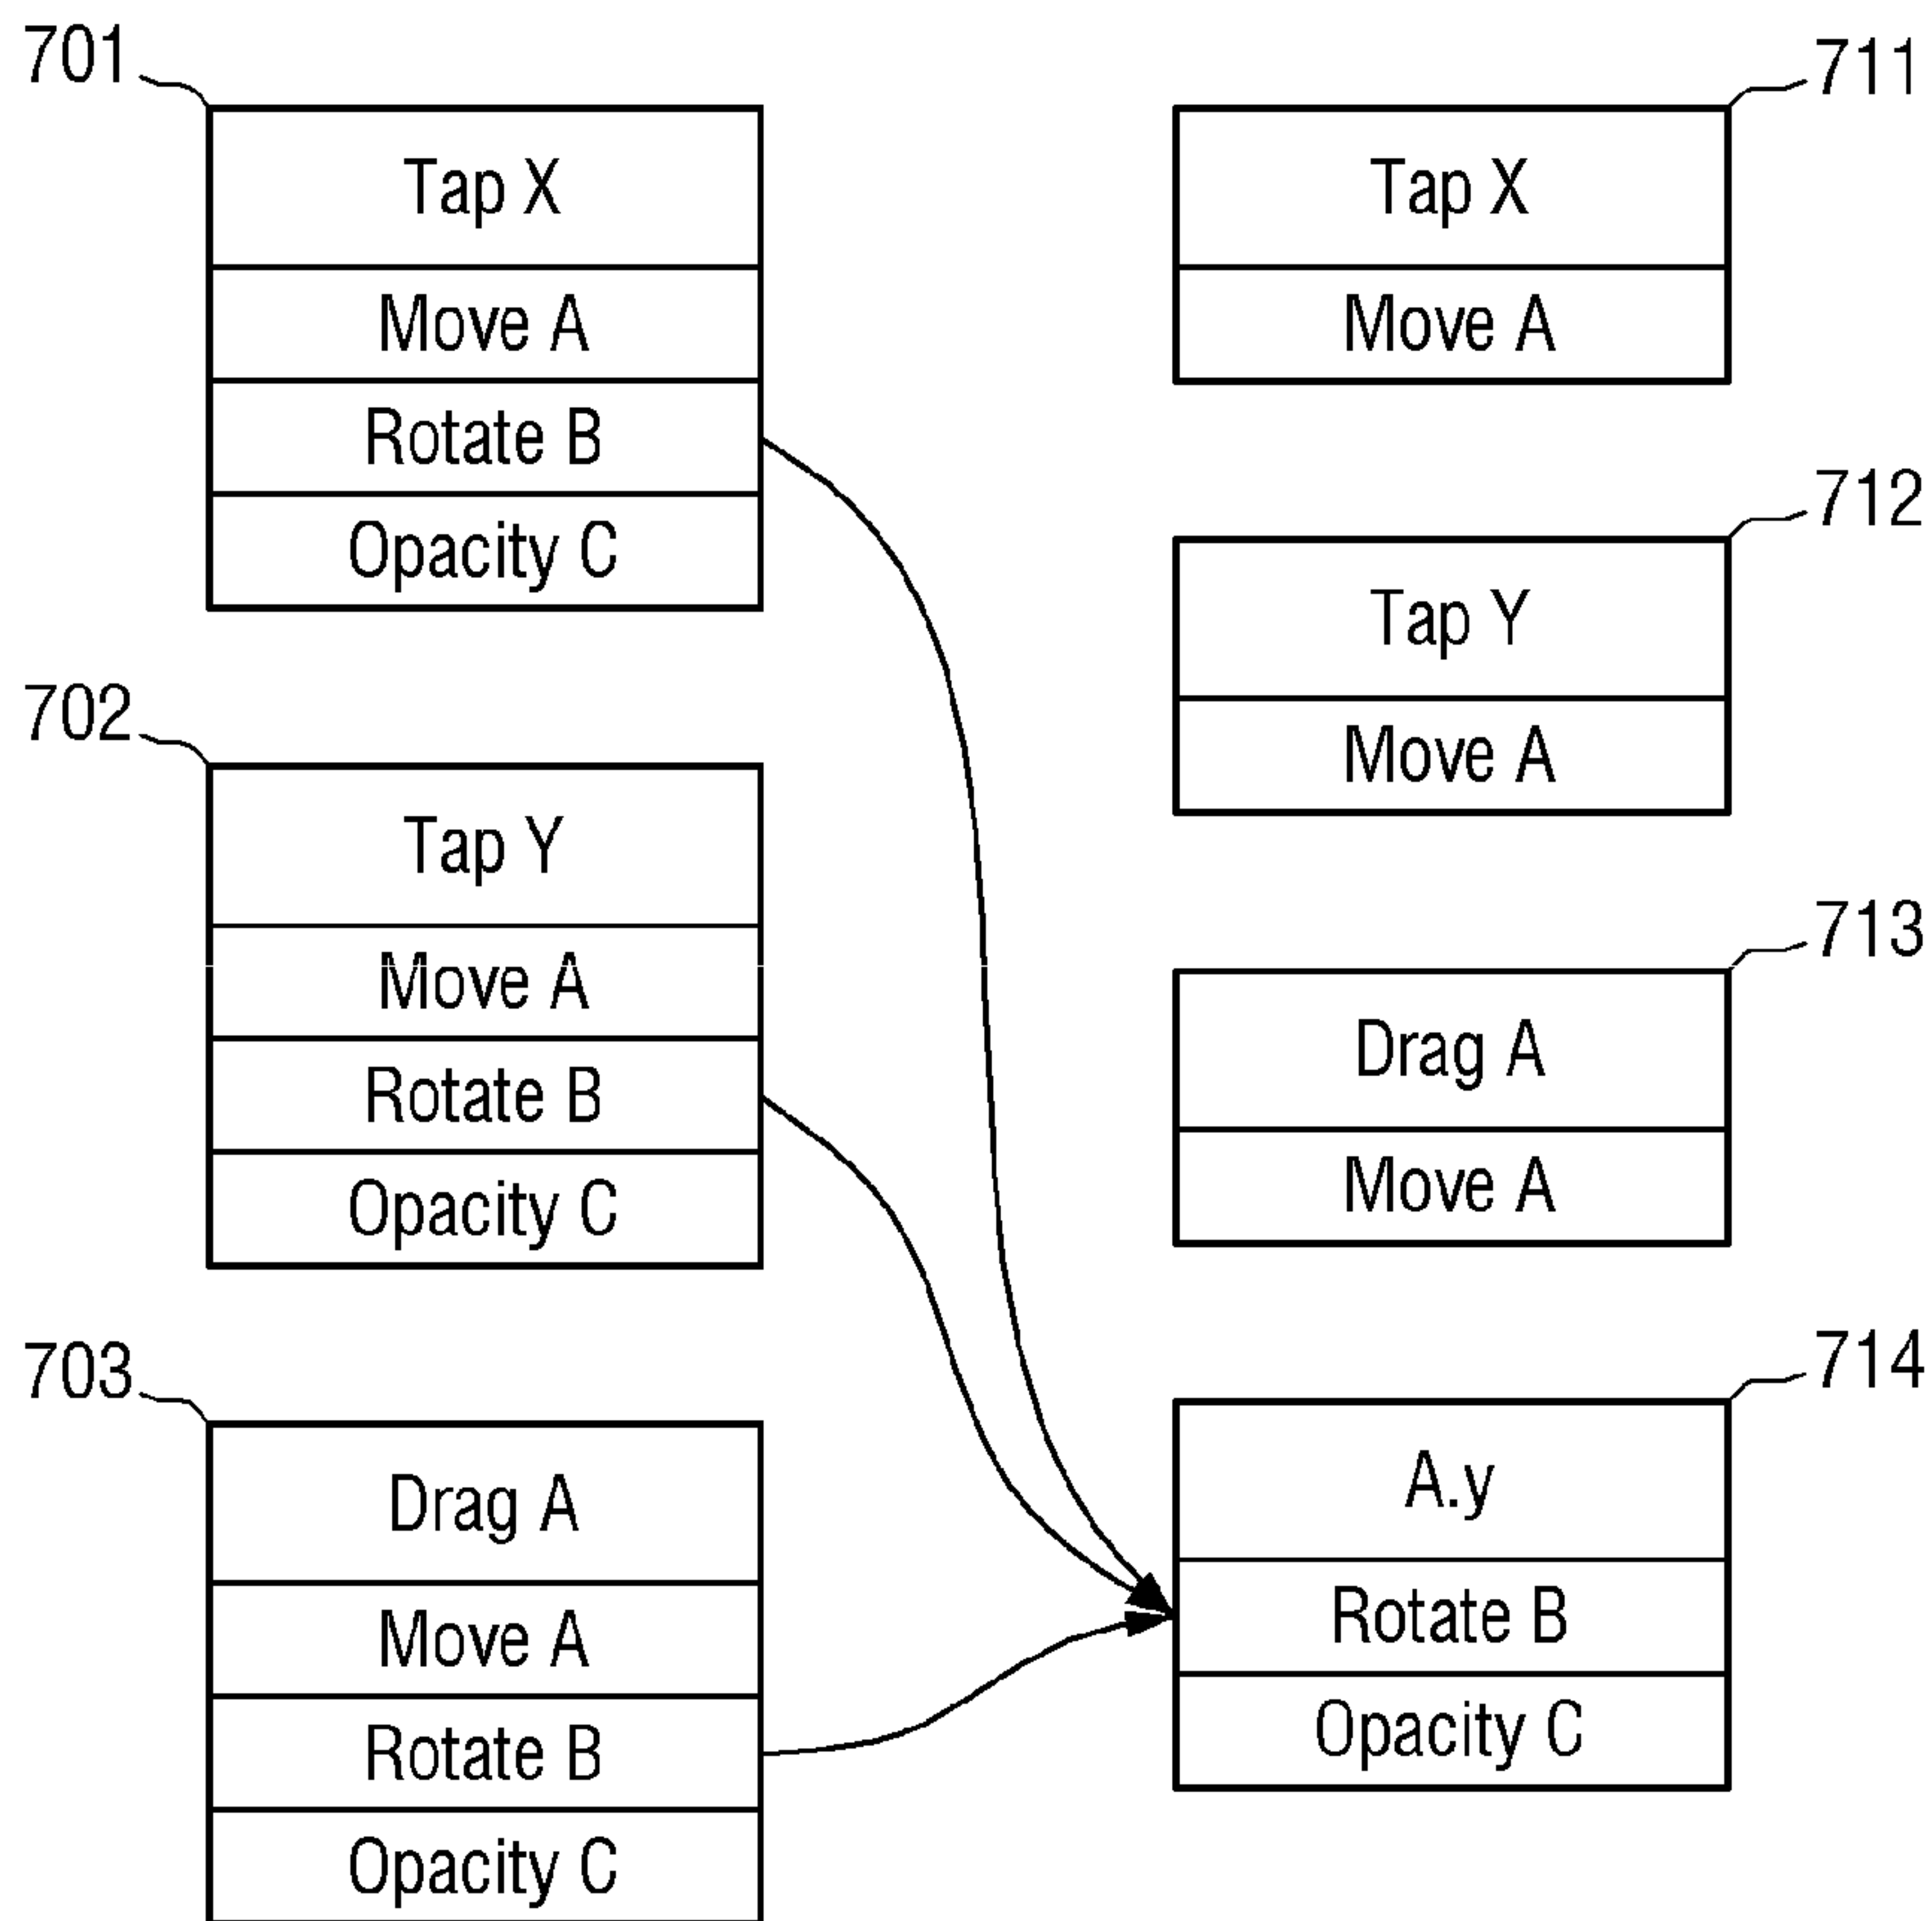 701
Tap X
Move A
Rotate B
Opacity C
702
Tap Y
Move A
Rotate B
Opacity C
703
Drag A
Move A
Rotate B
Opacity C
711
Tap X
Move A
712
Tap Y
Move A
713
Drag A
Move A
714
A.y
Rotate B
Opacity C